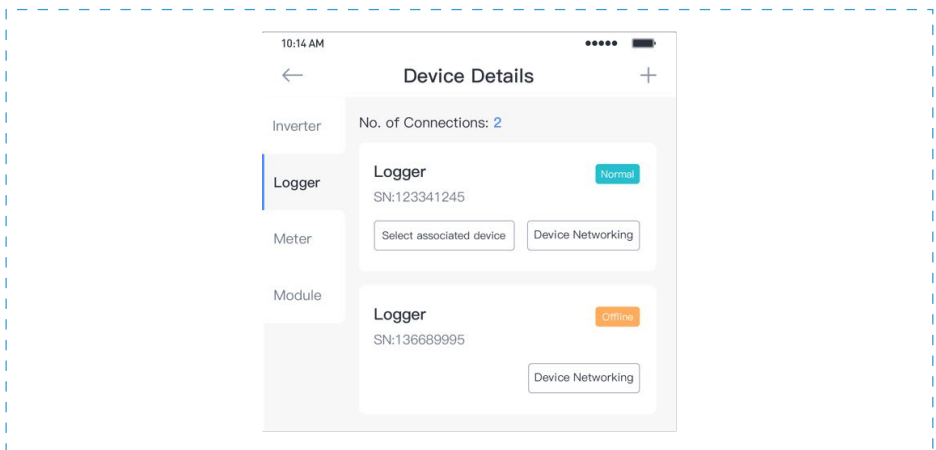 10:14 AM
Device Details
Inverter
Logger
Meter
Module
No. of Connections: 2
Logger
Normal
SN:123341245
Select associated device
Device Networking
Logger
Offline
SN:136689995
Device Networking